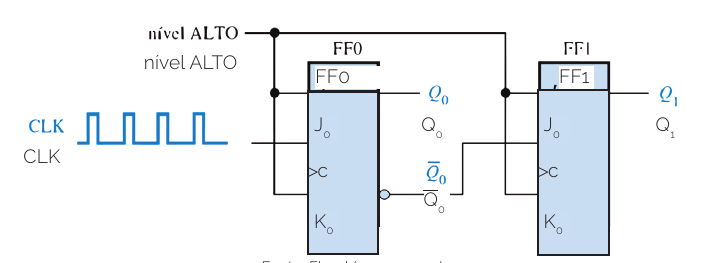 nível ALTO
nível ALTO
FF0
FF0
FF1
FF1
Q0
Q0
Q1
Q1
CLK
CLK
J0
>C
K0
Q̅0
Q̅0
J0
>C
K0